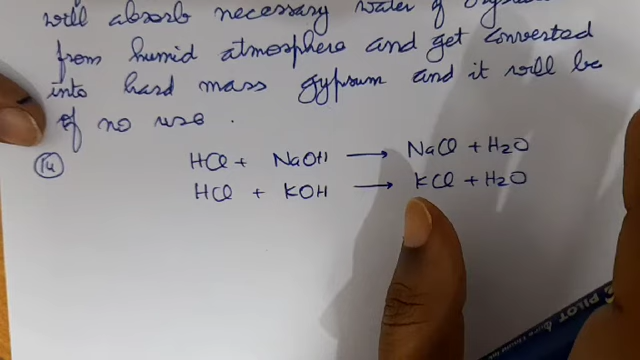 will absorb necessary water of
from humid atmosphere and get converted
into hard mass gypsum and it will be
of no use.
(14) HCl + NaOH → NaCl + H2O
HCl + KOH → KCl + H2O
PILOT